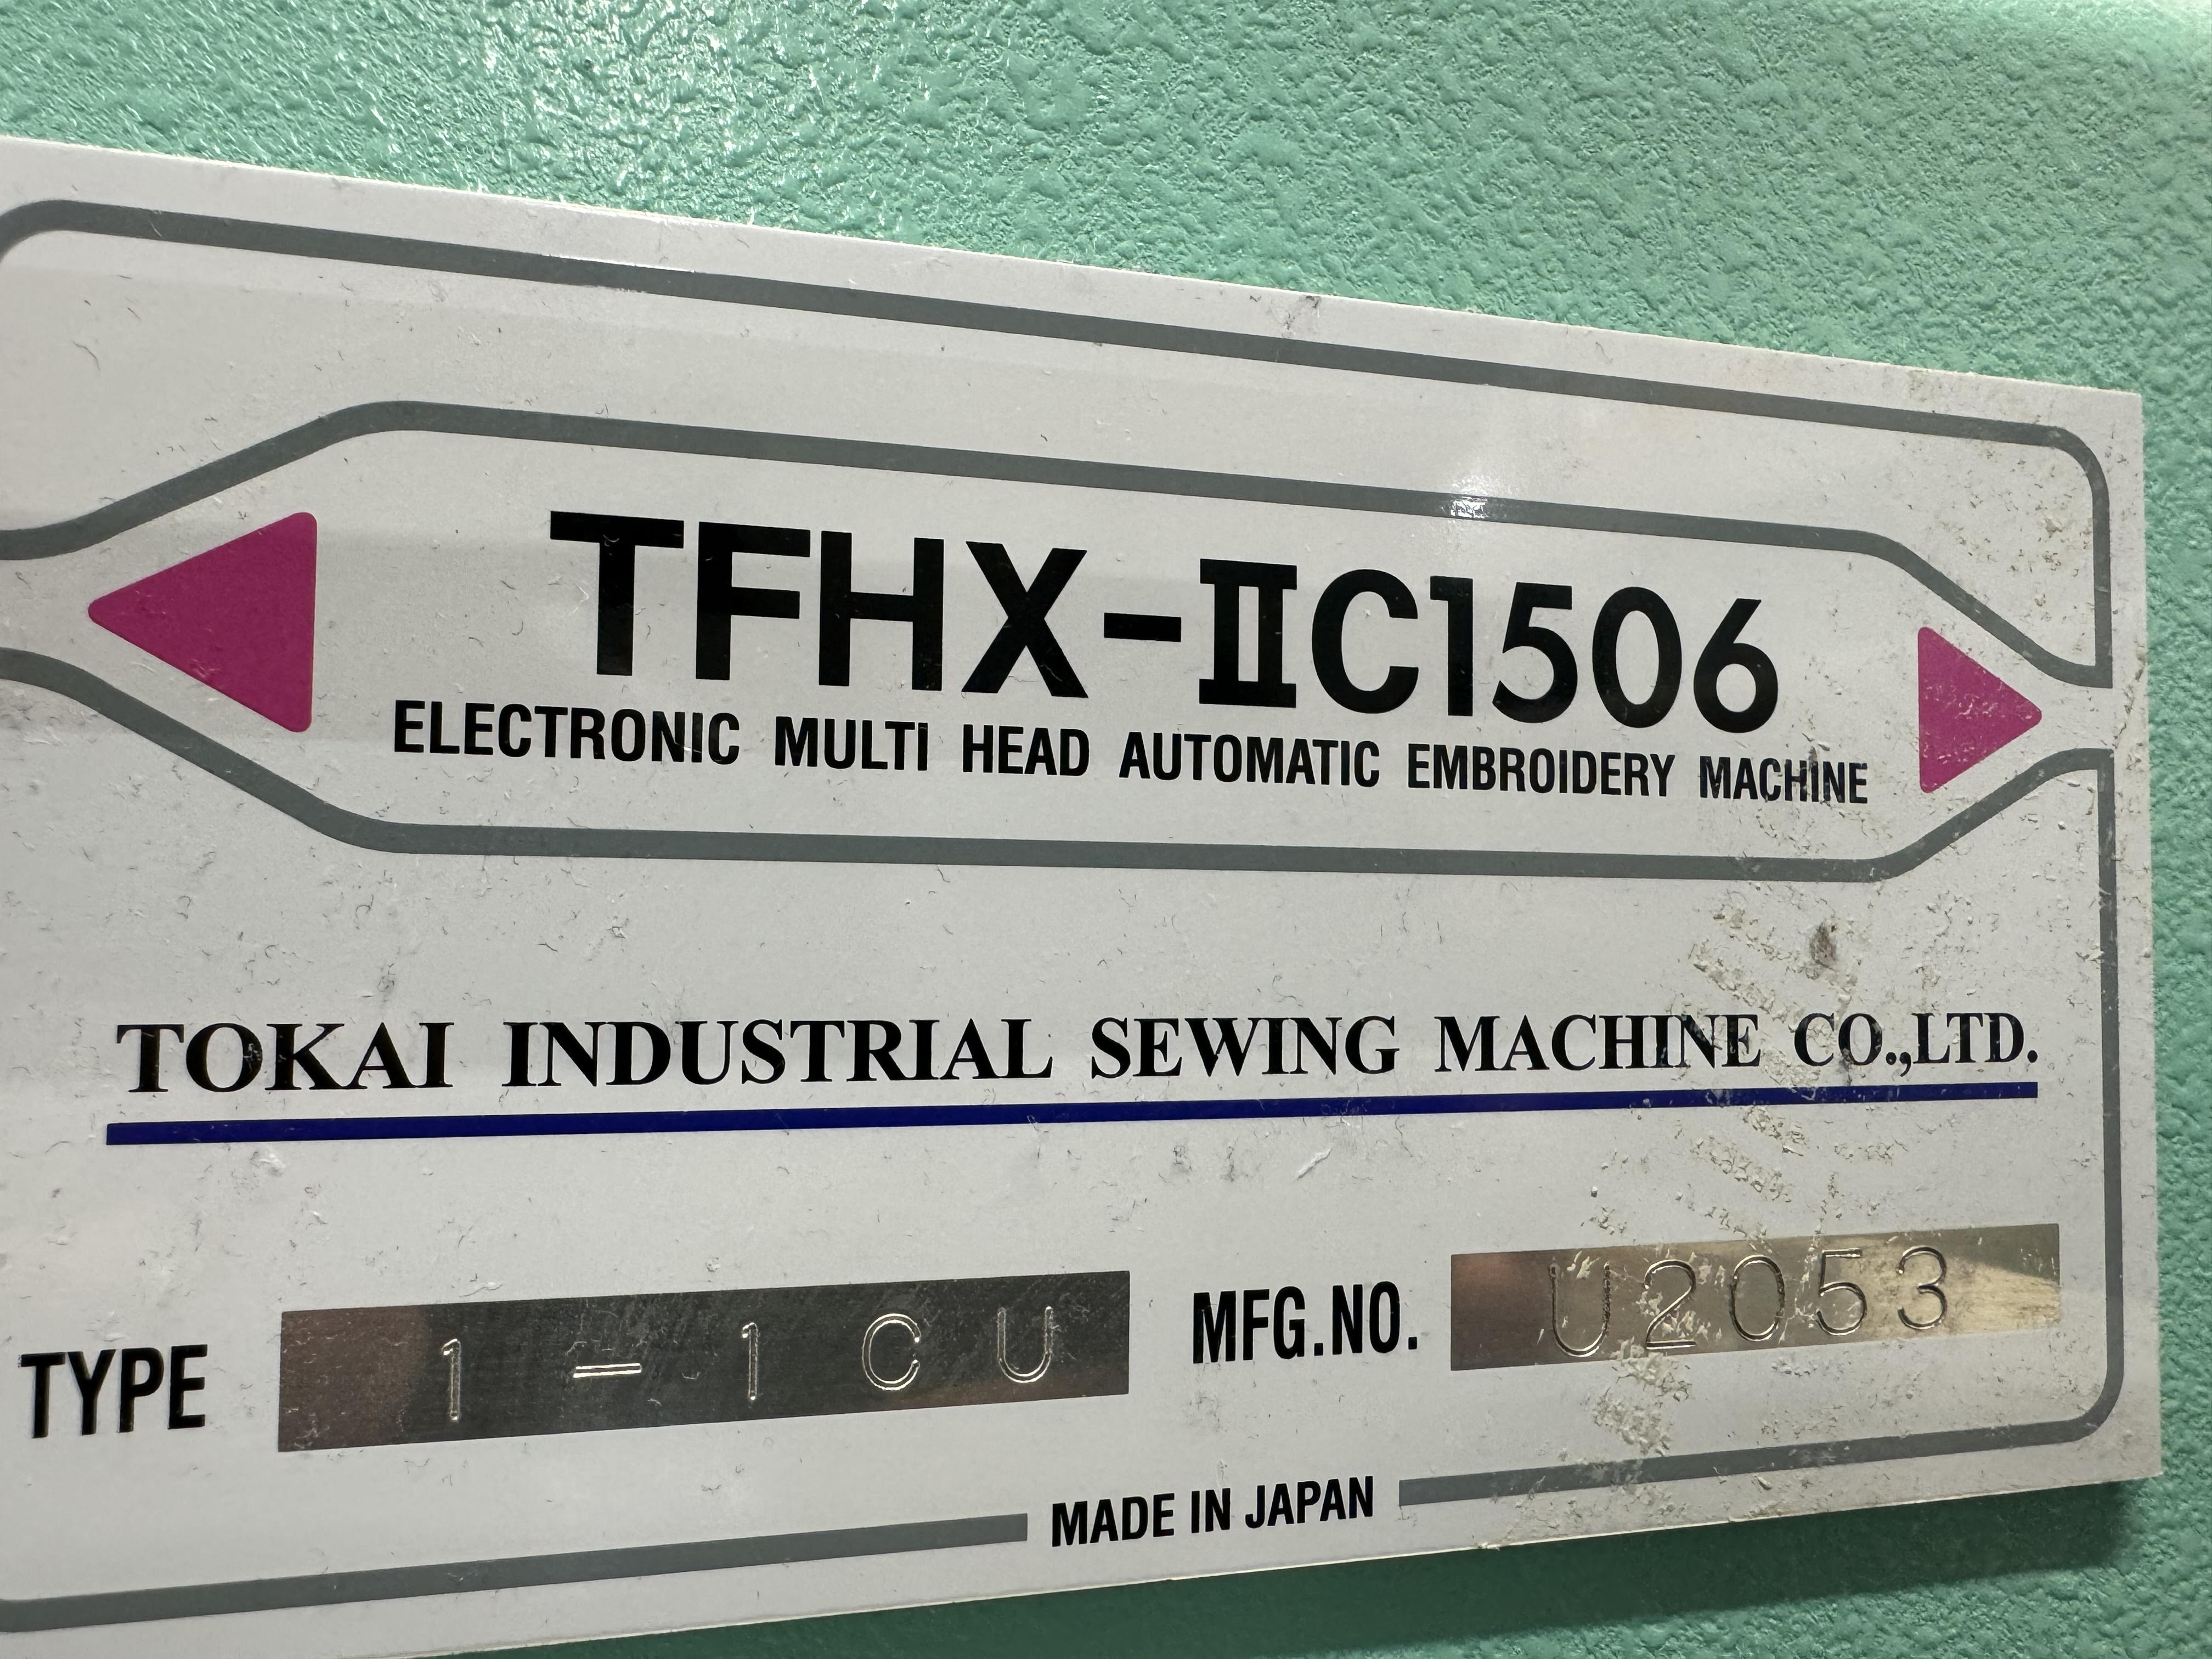 TFHX-ⅡC1506
ELECTRONIC MULTI HEAD AUTOMATIC EMBROIDERY MACHINE
TOKAI INDUSTRIAL SEWING MACHINE CO.,LTD.
TYPE 1-1CU MFG.NO. U2053
MADE IN JAPAN